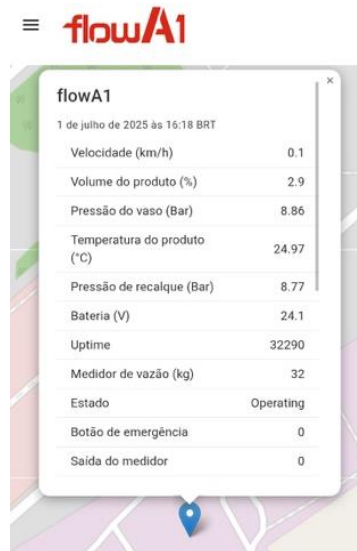 flowA1
flowA1
1 de julho de 2025 às 16:18 BRT
Velocidade (km/h) 0.1
Volume do produto (%) 2.9
Pressão do vaso (Bar) 8.86
Temperatura do produto
(°C) 24.97
Pressão de recalque (Bar) 8.77
Bateria (V) 24.1
Uptime 32290
Medidor de vazão (kg) 32
Estado Operating
Botão de emergência 0
Saída do medidor 0